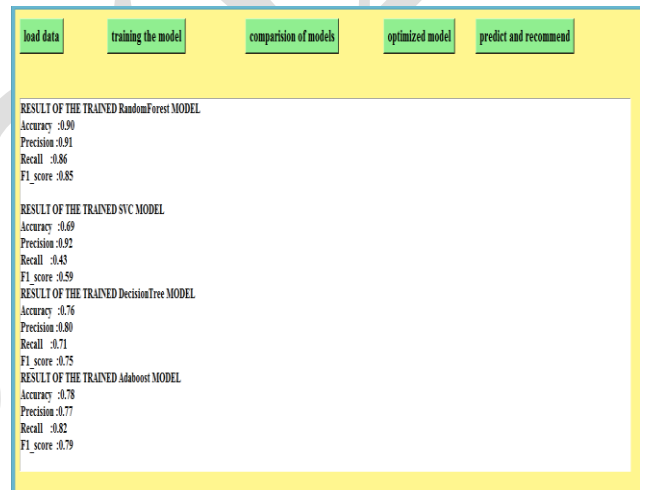 load data training the model comparision of models optimized model predict and recommend
RESULT OF THE TRAINED RandomForest MODEL
Accuracy :0.90
Precision :0.91
Recall :0.86
F1_score :0.85
RESULT OF THE TRAINED SVC MODEL
Accuracy :0.69
Precision :0.92
Recall :0.43
F1_score :0.59
RESULT OF THE TRAINED DecisionTree MODEL
Accuracy :0.76
Precision :0.80
Recall :0.71
F1_score :0.75
RESULT OF THE TRAINED Adaboost MODEL
Accuracy :0.78
Precision :0.77
Recall :0.82
F1_score :0.79